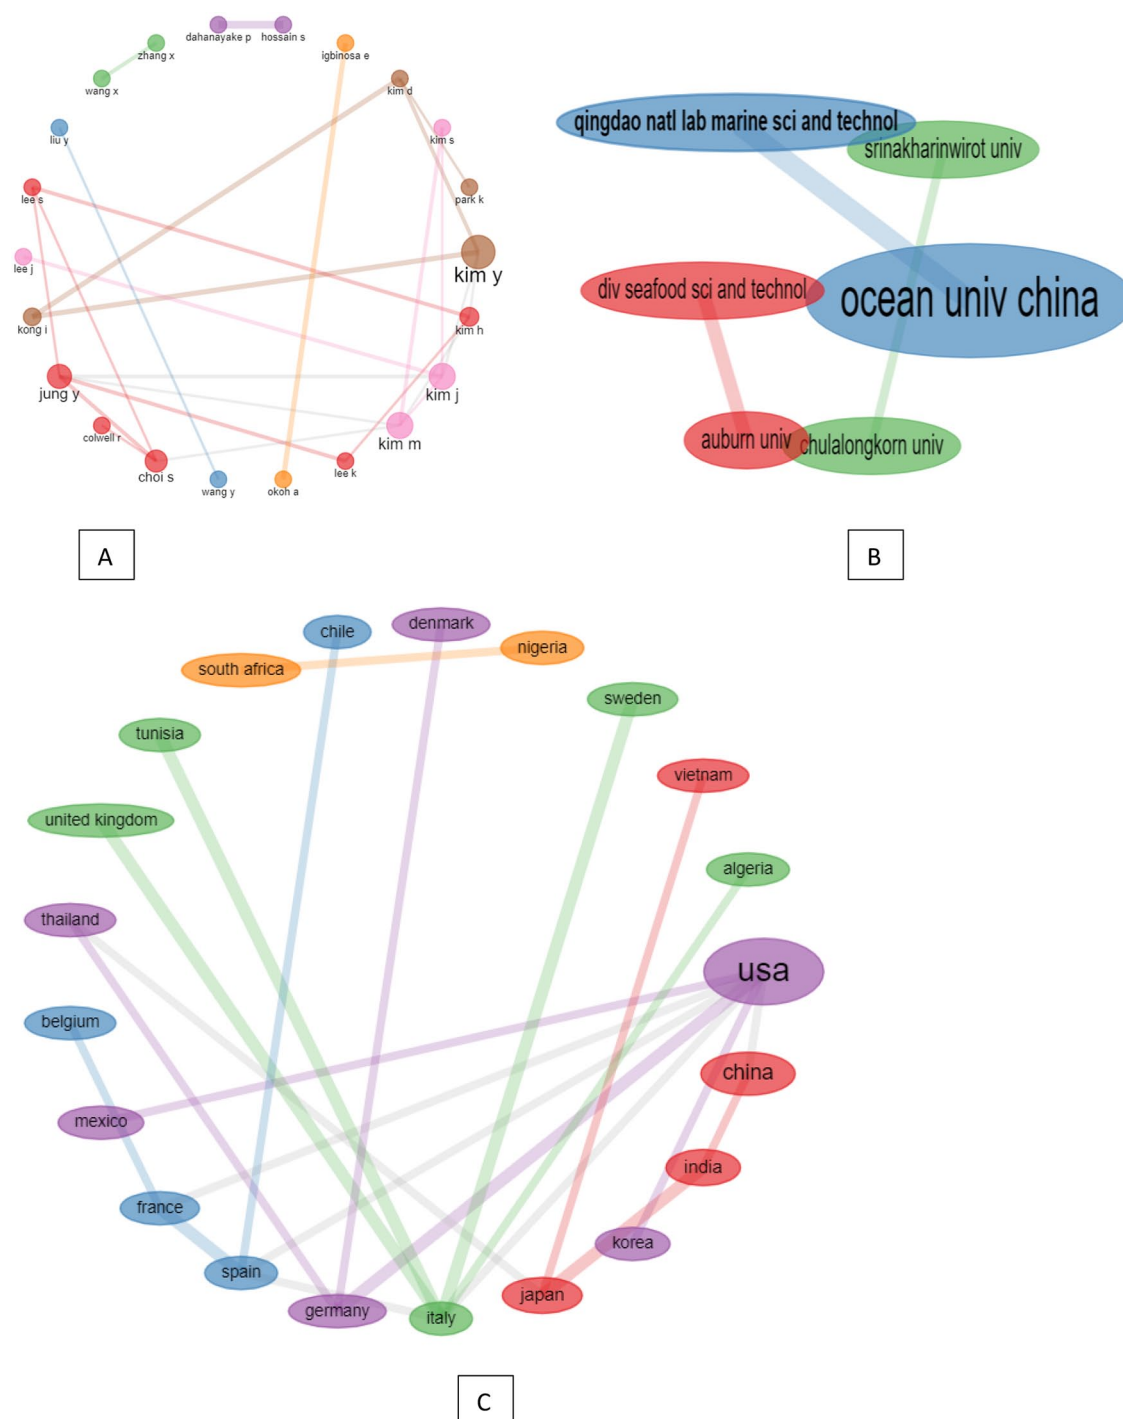 dahanayake p
hossain s
zhang x
igbinosa e
wang x
kim d
liu y
kim s
lee s
park k
lee j
kim y
kong i
kim h
jung y
kim j
colwell r
kim m
choi s
lee k
wang y
okoh a
A
qingdao natl lab marine sci and technol
srinakharinwirot univ
div seafood sci and technol
ocean univ china
auburn univ
chulalongkorn univ
B
chile
denmark
nigeria
south africa
sweden
tunisia
vietnam
united kingdom
algeria
thailand
usa
belgium
china
mexico
india
france
korea
spain
japan
germany
italy
C